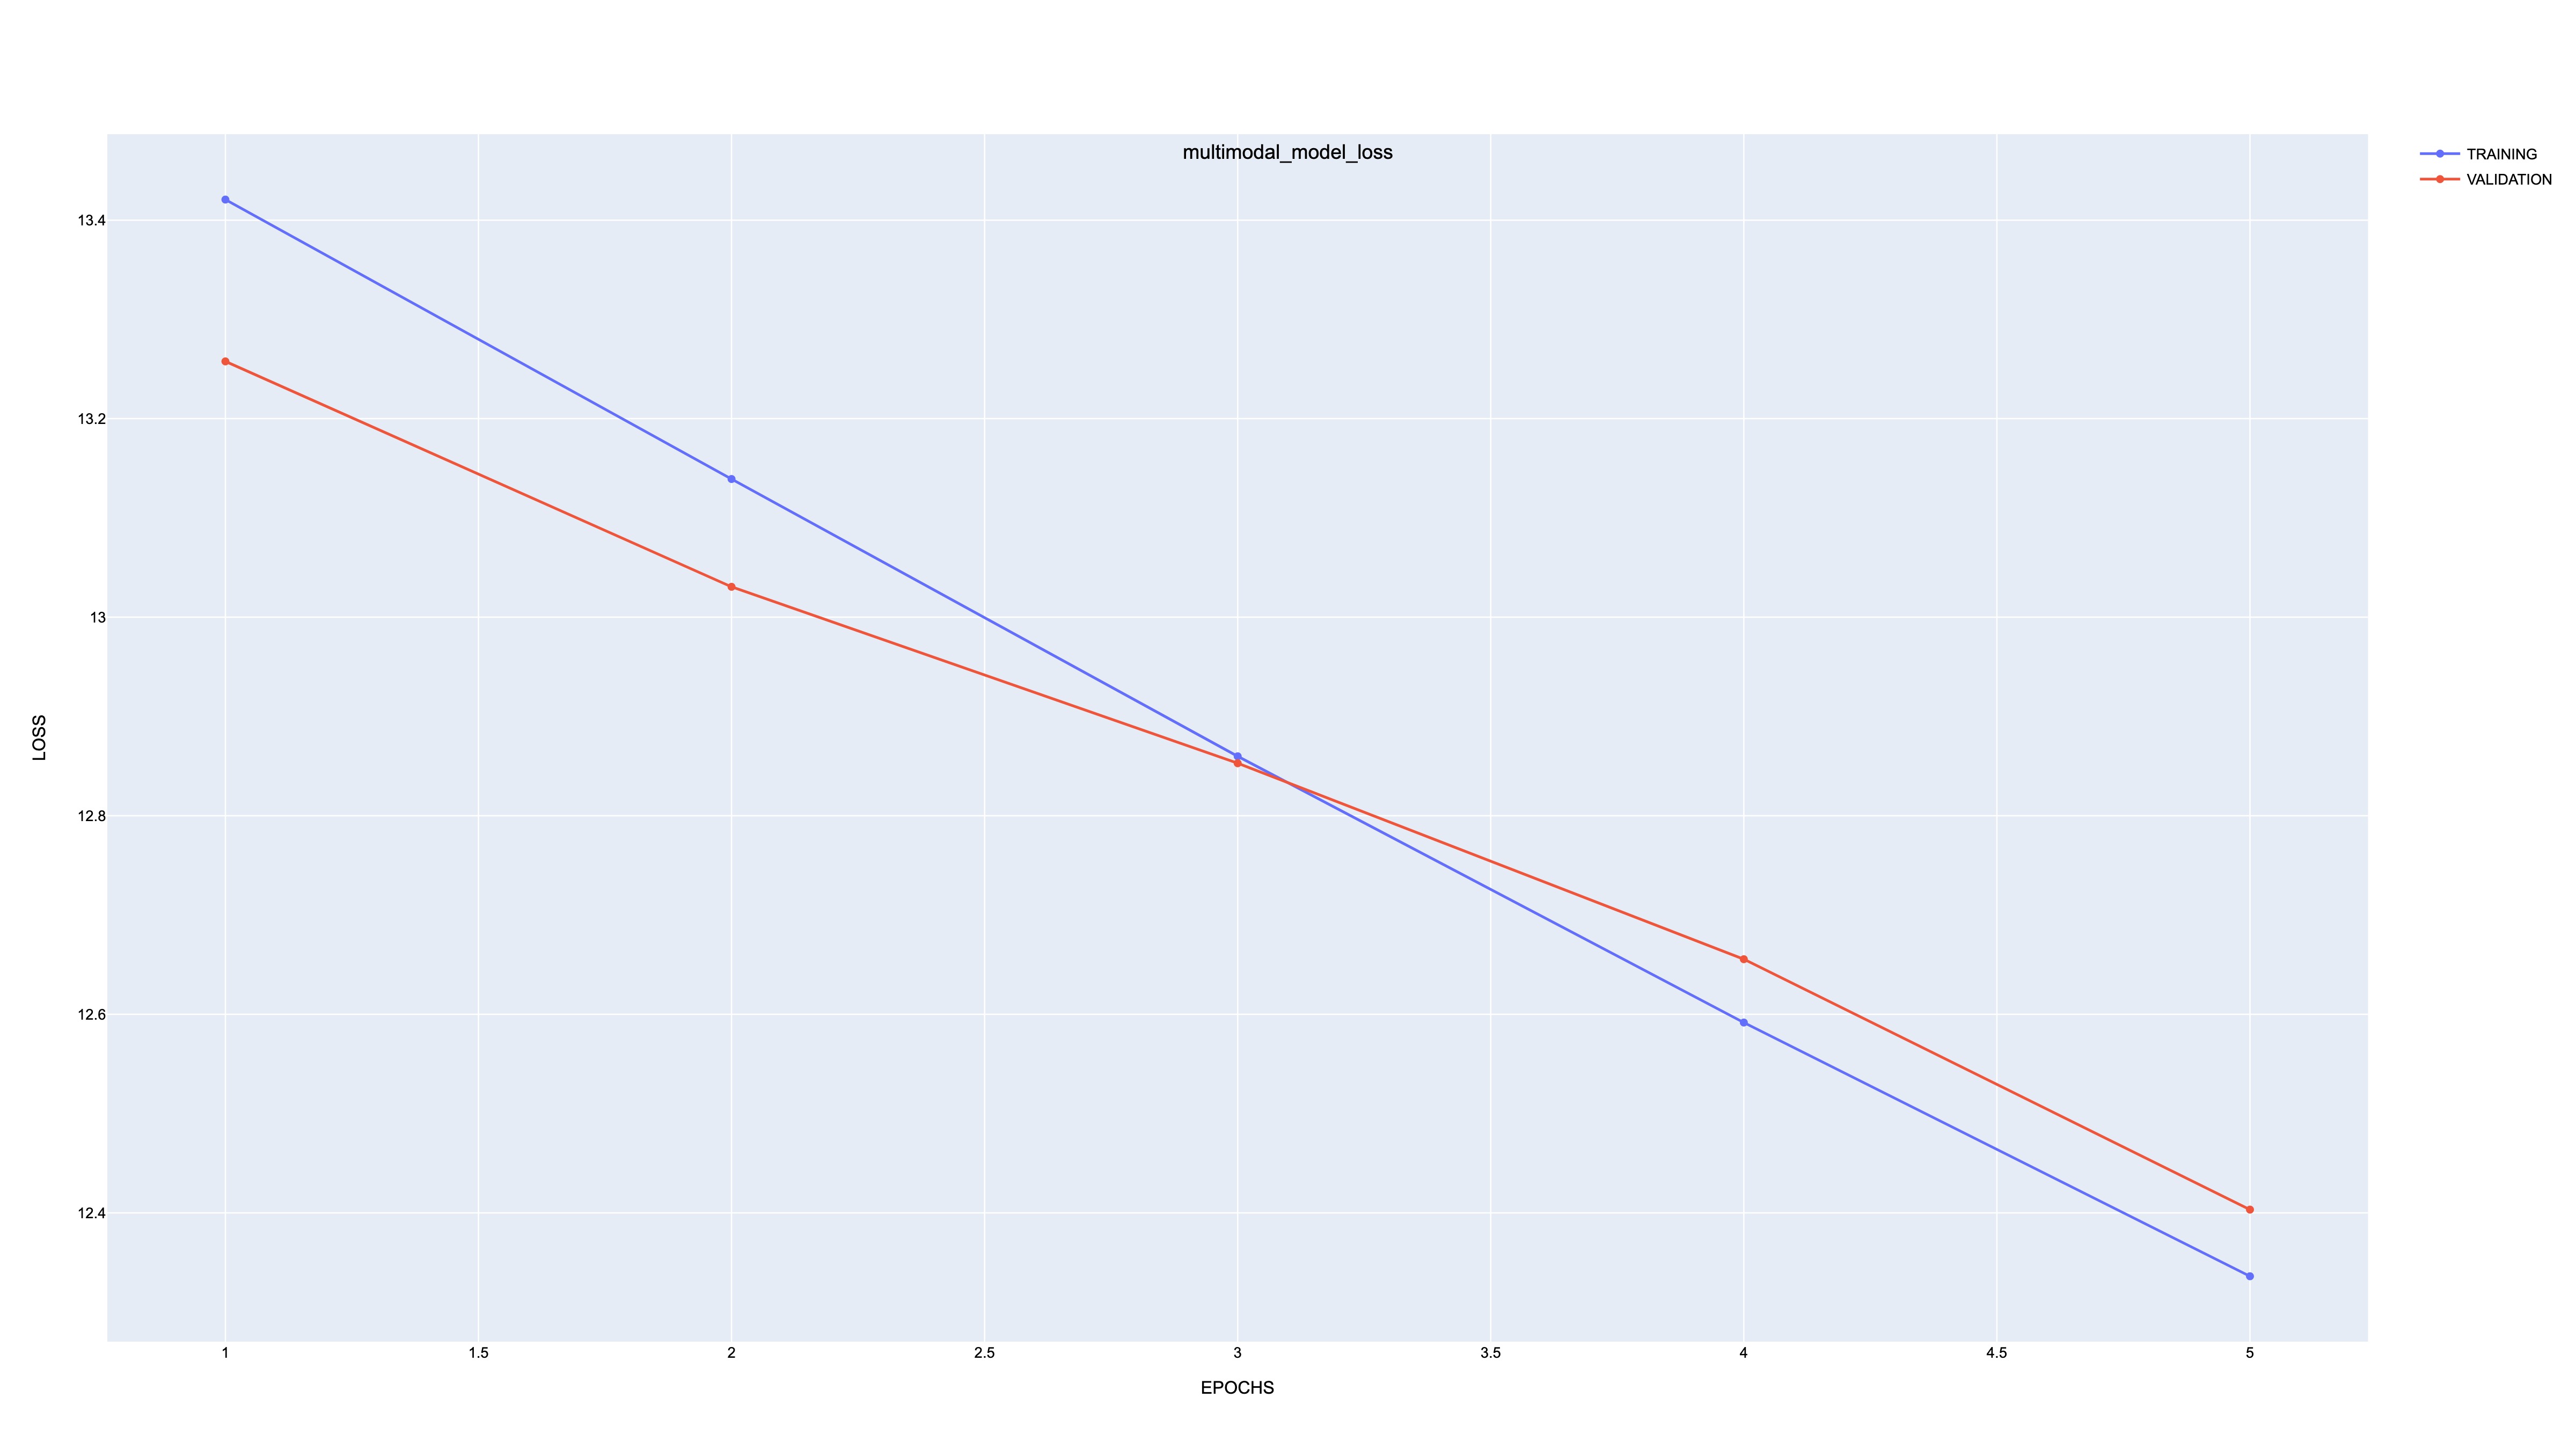 multimodal_model_loss
TRAINING
VALIDATION
13.4
13.2
13
12.8
12.6
12.4
LOSS
1 1.5 2 2.5 3 3.5 4 4.5 5
EPOCHS